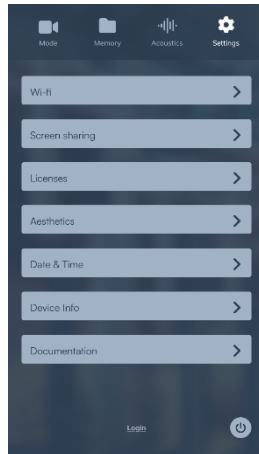 Mode
Memory
Acoustics
Settings
Wi-fi
Screen sharing
Licenses
Aesthetics
Date & Time
Device Info
Documentation
Login